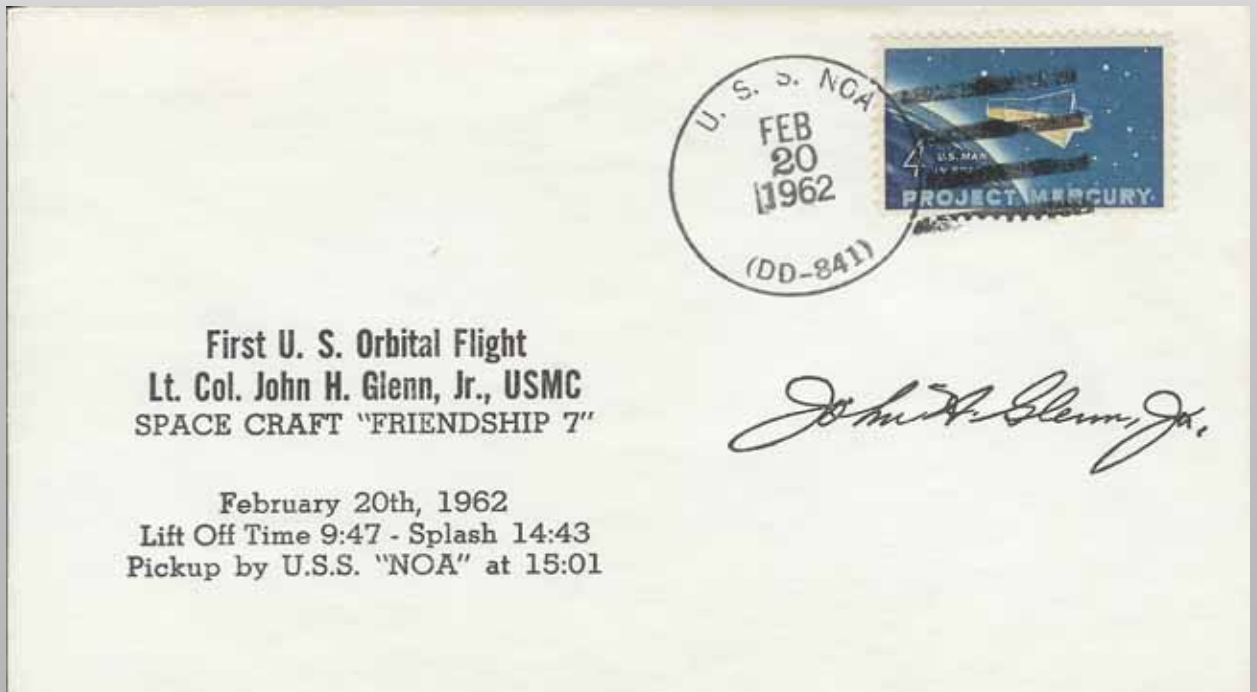 U. S. S. NOA
FEB
20
1962
(DD-841)
4¢ U.S. MAN
PROJECT MERCURY
First U. S. Orbital Flight
Lt. Col. John H. Glenn, Jr., USMC
SPACE CRAFT "FRIENDSHIP 7"
John H. Glenn, Jr.
February 20th, 1962
Lift Off Time 9:47 - Splash 14:43
Pickup by U.S.S. "NOA" at 15:01